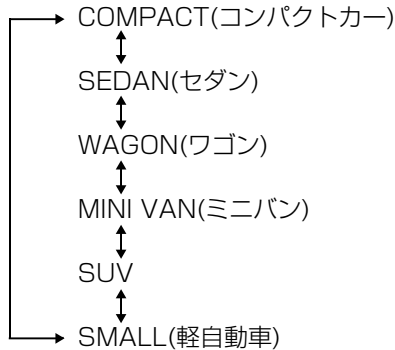 COMPACT(コンパクトカー)
SEDAN(セダン)
WAGON(ワゴン)
MINI VAN(ミニバン)
SUV
SMALL(軽自動車)